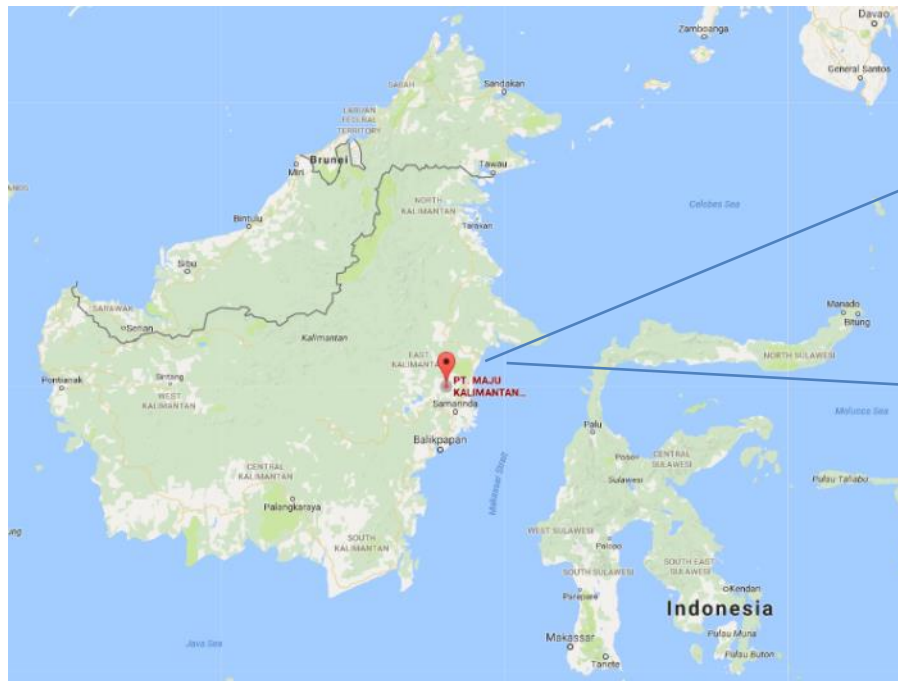 Davao
Zamboanga
General Santos
Sandakan
SABAH
LABUAN
FEDERAL
TERRITORY
Brunei
Miri
Tawau
NORTH
KALIMANTAN
Celebes Sea
Bintulu
Tarakan
Sibu
SARAWAK
Serian
Manado
Bitung
Kalimantan
EAST
KALIMANTAN
NORTH SULAWESI
Pontianak
Sintang
PT. MAJU
KALIMANTAN...
WEST
KALIMANTAN
Samarinda
Molucca Sea
Palu
Balikpapan
Makassar Strait
Poson
CENTRAL
SULAWESI
CENTRAL
KALIMANTAN
Sulawesi
Pulau Taliabo
Palangkaraya
WEST SULAWESI
SOUTH
KALIMANTAN
Palopo
SOUTH EAST
SULAWESI
SOUTH SULAWESI
Kendari
Parepare
Indonesia
Makassar
Pulau Muna
Java Sea
Pulau Buton
Tanete